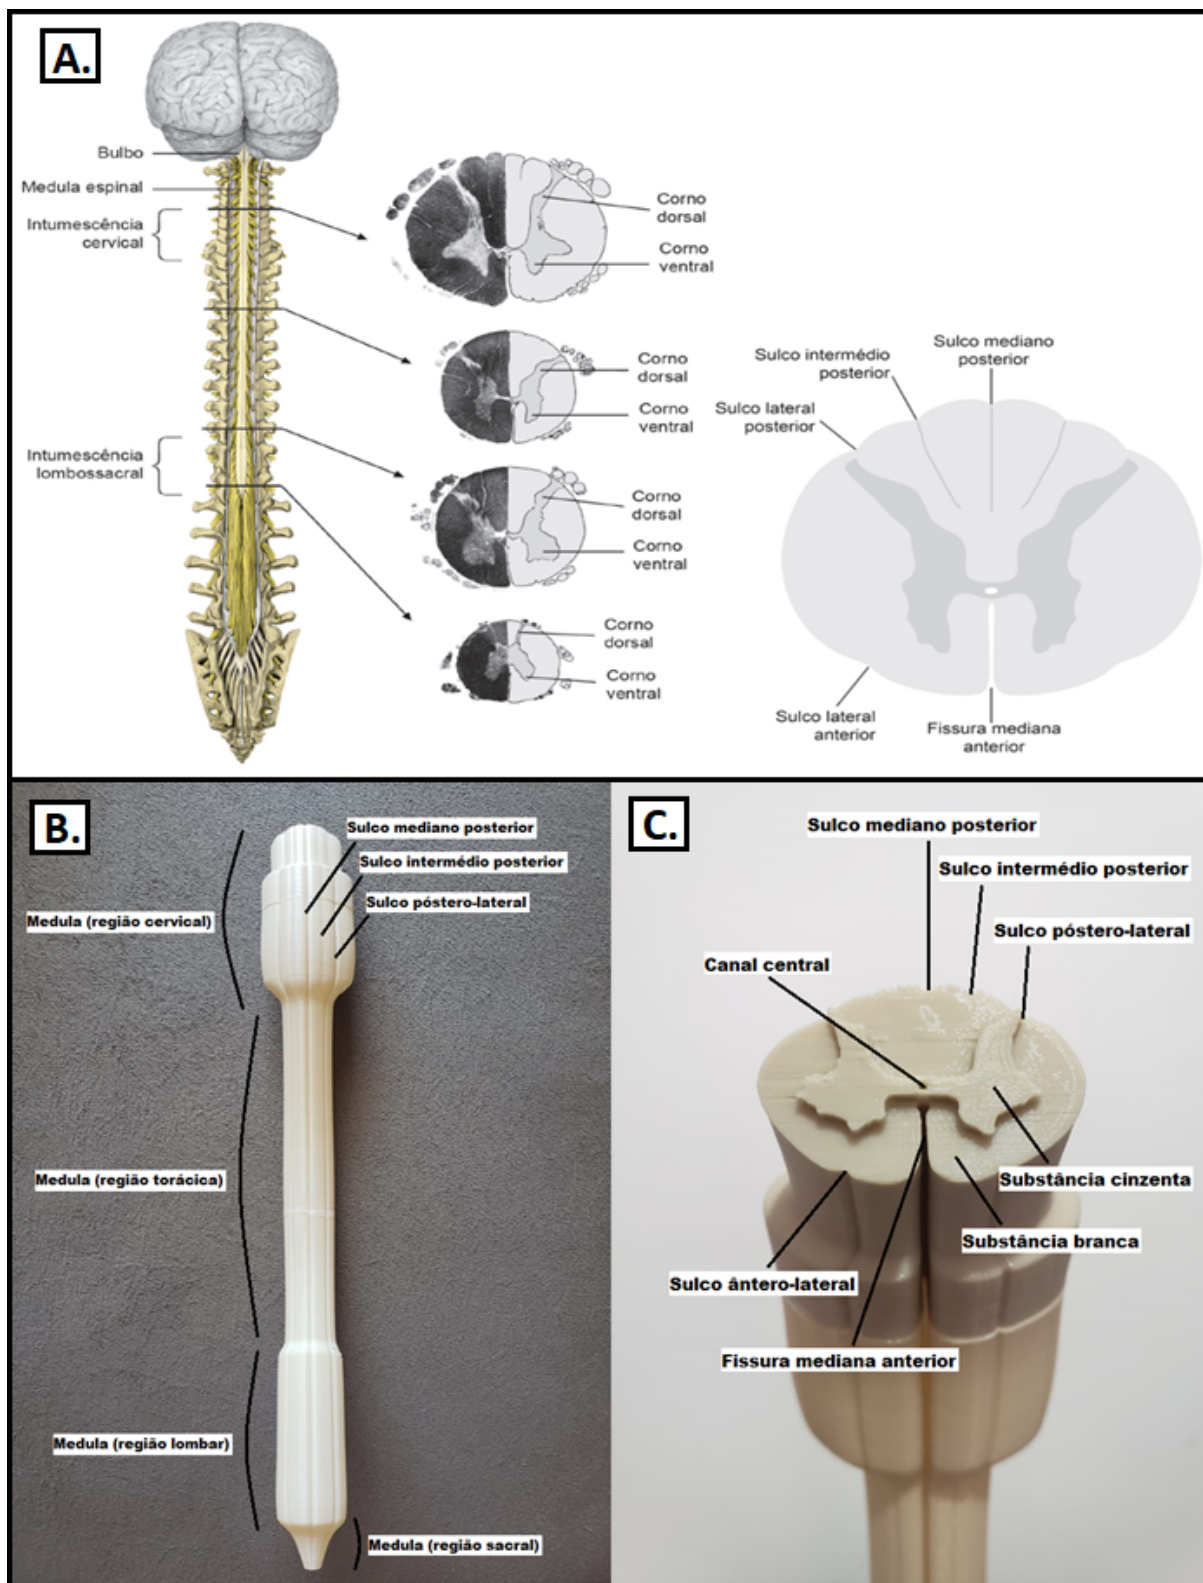 A.
Bulbo
Medula espinal
Intumescência
cervical
Intumescência
lombossacral
Corno
dorsal
Corno
ventral
Corno
dorsal
Corno
ventral
Corno
dorsal
Corno
ventral
Corno
dorsal
Corno
ventral
Sulco mediano
posterior
Sulco intermédio
posterior
Sulco lateral
posterior
Sulco lateral
anterior
Fissura mediana
anterior
B.
Sulco mediano posterior
Sulco intermédio posterior
Sulco póstero-lateral
Medula (região cervical)
Medula (região torácica)
Medula (região lombar)
Medula (região sacral)
C.
Sulco mediano posterior
Sulco intermédio posterior
Sulco póstero-lateral
Canal central
Substância cinzenta
Substância branca
Sulco ântero-lateral
Fissura mediana anterior